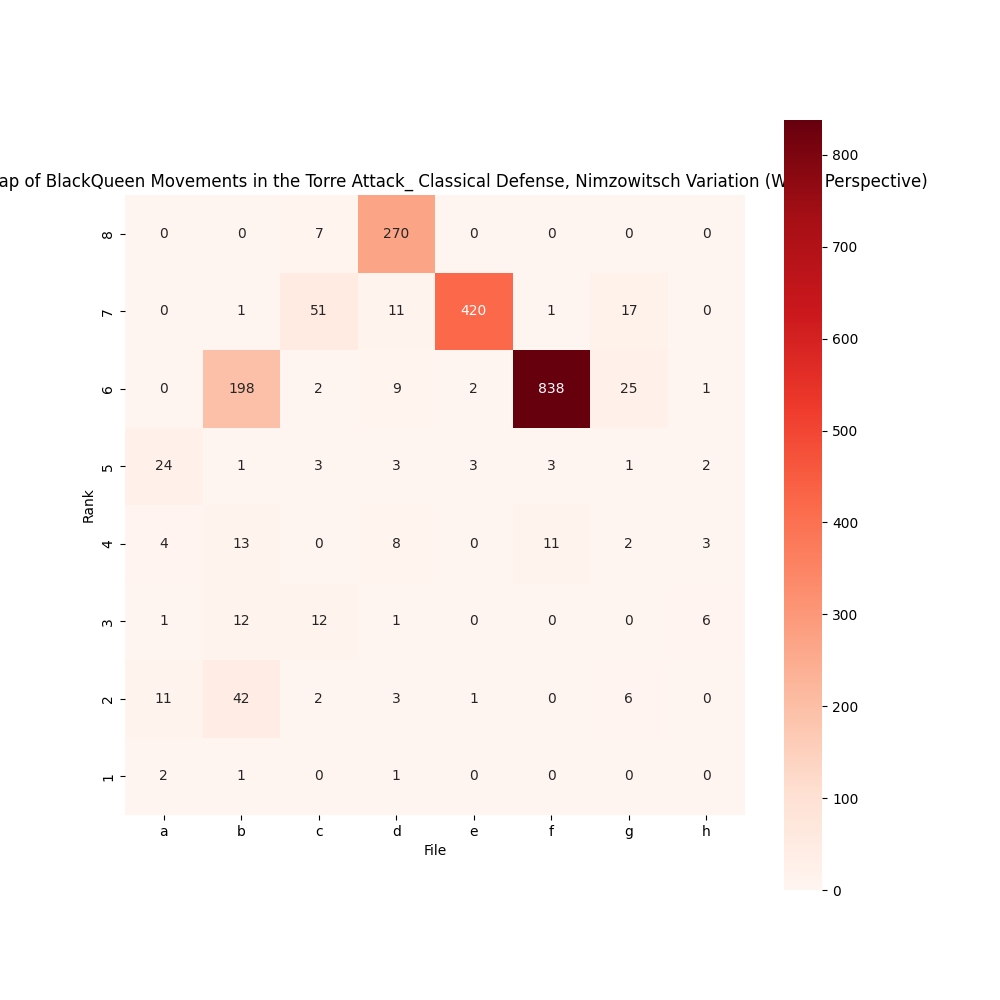 ap of BlackQueen Movements in the Torre Attack_ Classical Defense, Nimzowitsch Variation (W Perspective)
800
700
600
500
400
300
200
100
0
Rank
8 0 0 7 270 0 0 0 0
7 0 1 51 11 420 1 17 0
6 0 198 2 9 2 838 25 1
5 24 1 3 3 3 3 1 2
4 4 13 0 8 0 11 2 3
3 1 12 12 1 0 0 0 6
2 11 42 2 3 1 0 6 0
1 2 1 0 1 0 0 0 0
a b c d e f g h
File